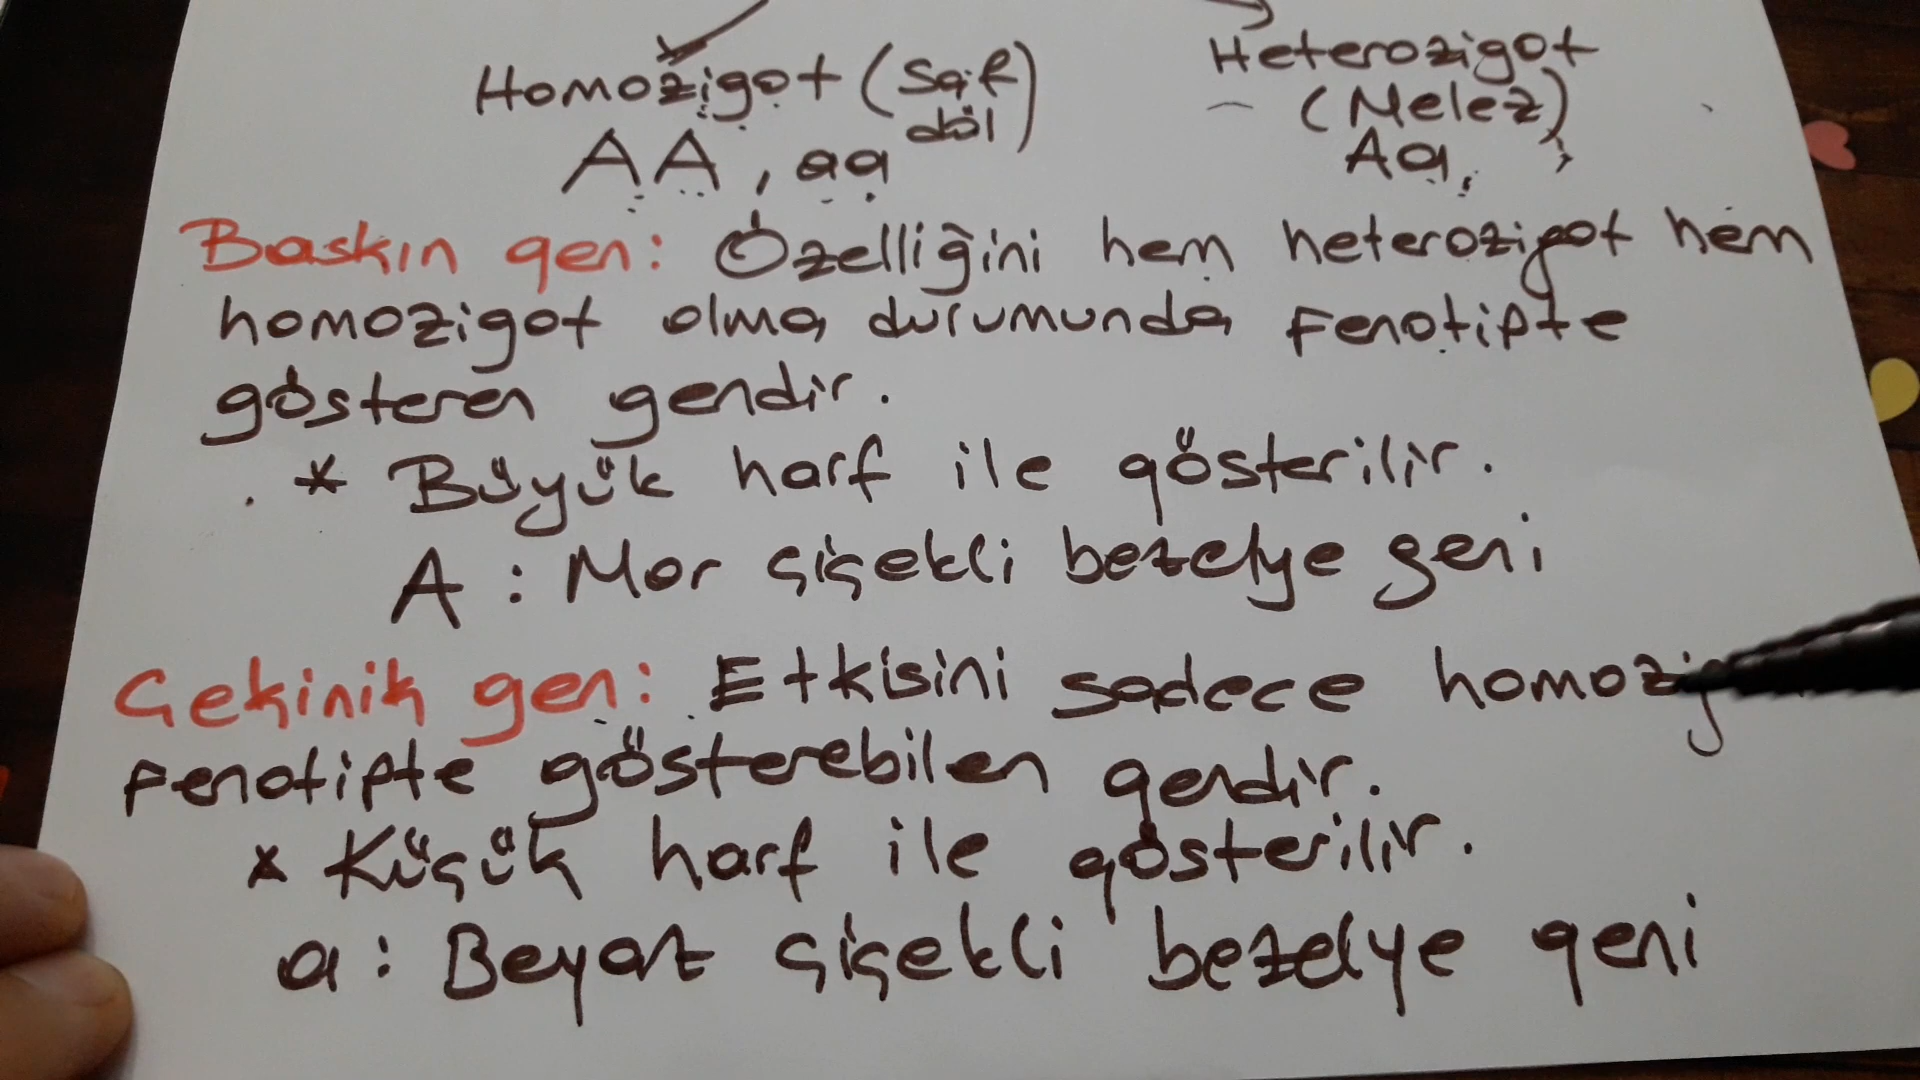 Homozigot (Saf döl)
AA, aa
Heterozigot
(Melez)
Aa
Baskın gen: Özelliğini hem heterozigot hem
homozigot olma durumunda Fenotipte
gösteren gendir.
* Büyük harf ile gösterilir.
A : Mor çiçekli bezelye geni
Çekinik gen: Etkisini sadece
Fenotipte gösterebilen gendir.
* Küçük harf ile gösterilir.
a : Beyaz çiçekli bezelye geni